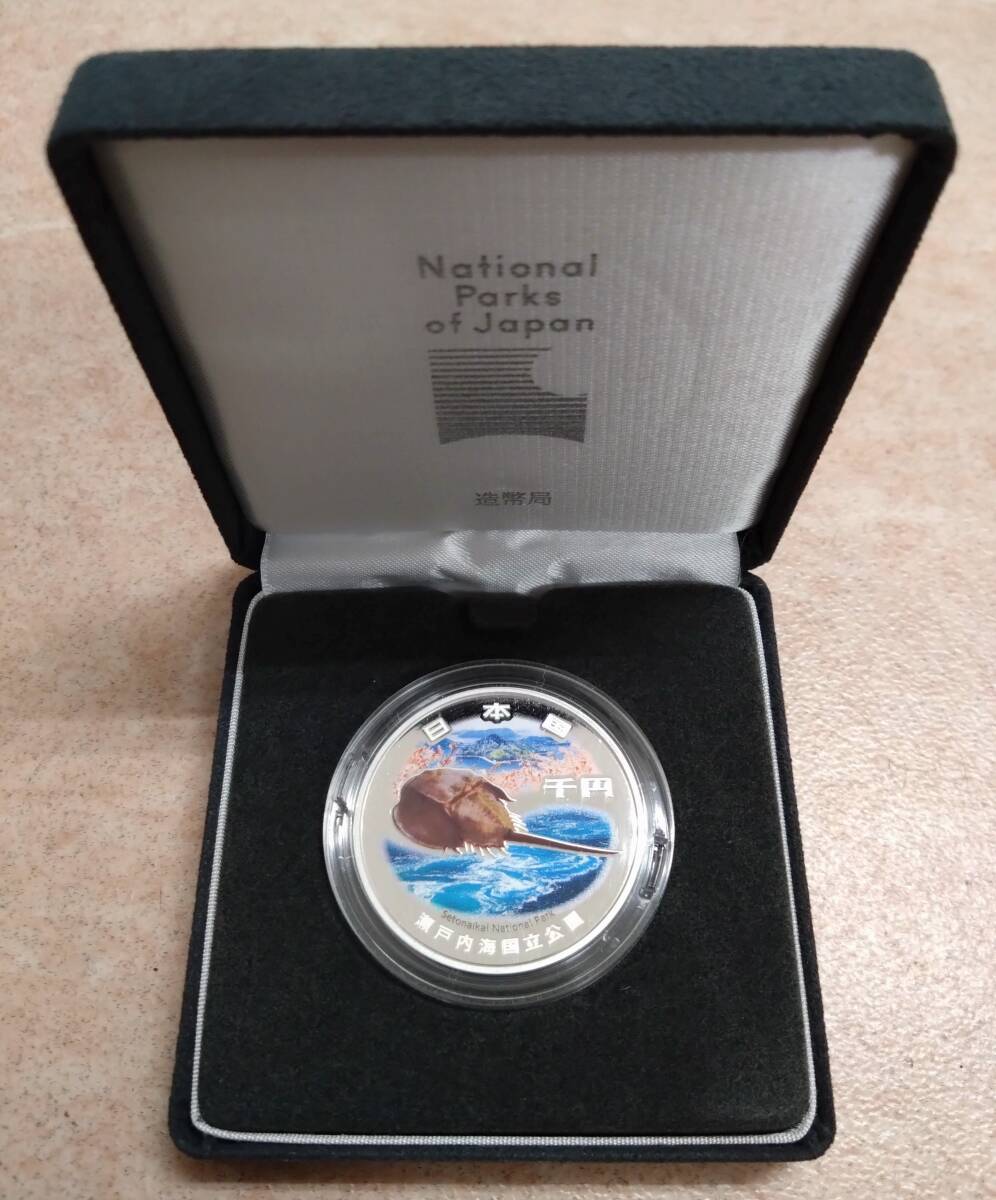 National
Parks
of Japan
造幣局
日本国
千円
Setonaikai National Park
瀬戸内海国立公園